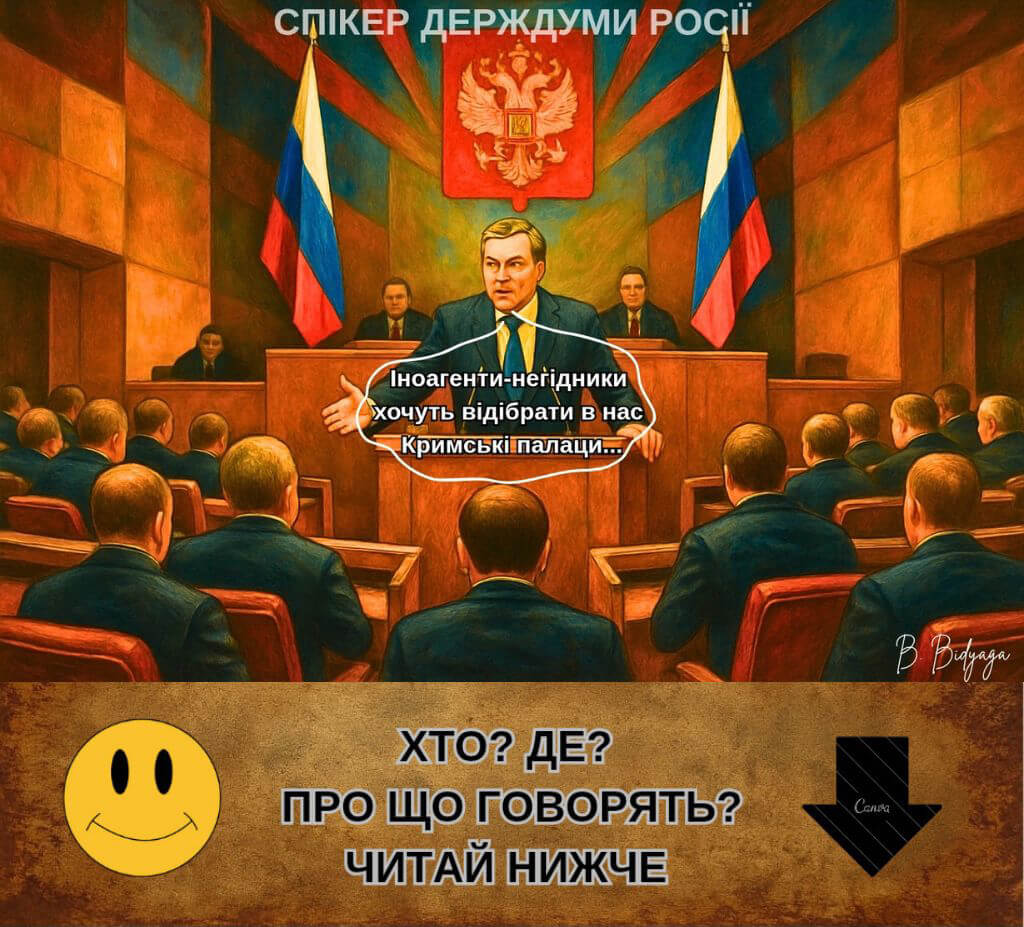 СПІКЕР ДЕРЖДУМИ РОСІЇ
Іноагенти-негідники
хочуть відібрати в нас
Кримські палаци...
B. Bidyaga
ХТО? ДЕ?
ПРО ЩО ГОВОРЯТЬ?
ЧИТАЙ НИЖЧЕ
Canva